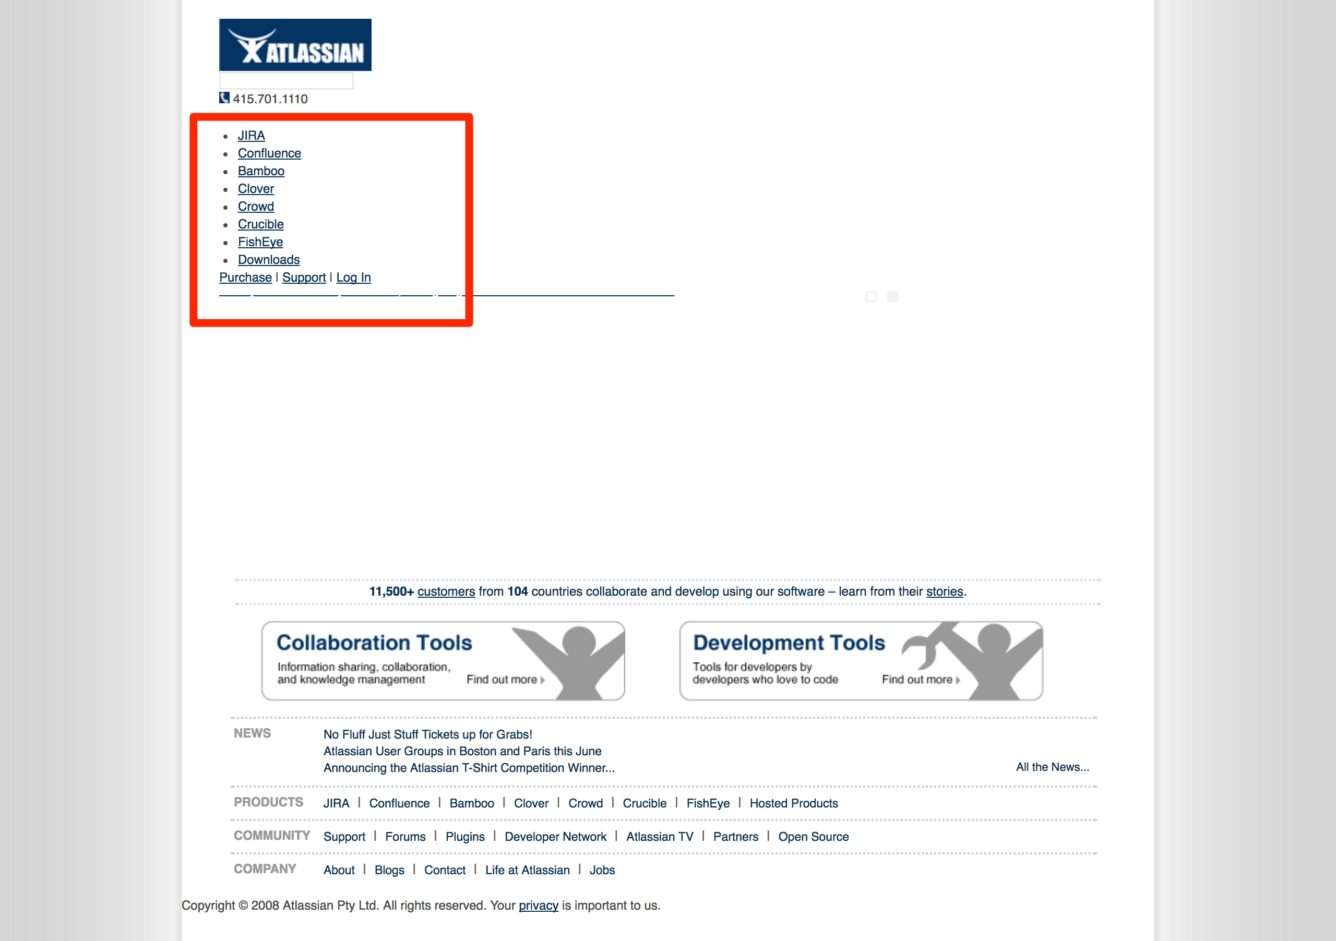 ATLASSIAN
415.701.1110
JIRA
Confluence
Bamboo
Clover
Crowd
Crucible
FishEye
Downloads
Purchase | Support | Log In
11,500+ customers from 104 countries collaborate and develop using our software – learn from their stories.
Collaboration Tools
Information sharing, collaboration,
and knowledge management Find out more
Development Tools
Tools for developers by
developers who love to code Find out more
NEWS No Fluff Just Stuff Tickets up for Grabs!
Atlassian User Groups in Boston and Paris this June
Announcing the Atlassian T-Shirt Competition Winner... All the News...
PRODUCTS JIRA | Confluence | Bamboo | Clover | Crowd | Crucible | FishEye | Hosted Products
COMMUNITY Support | Forums | Plugins | Developer Network | Atlassian TV | Partners | Open Source
COMPANY About | Blogs | Contact | Life at Atlassian | Jobs
Copyright © 2008 Atlassian Pty Ltd. All rights reserved. Your privacy is important to us.